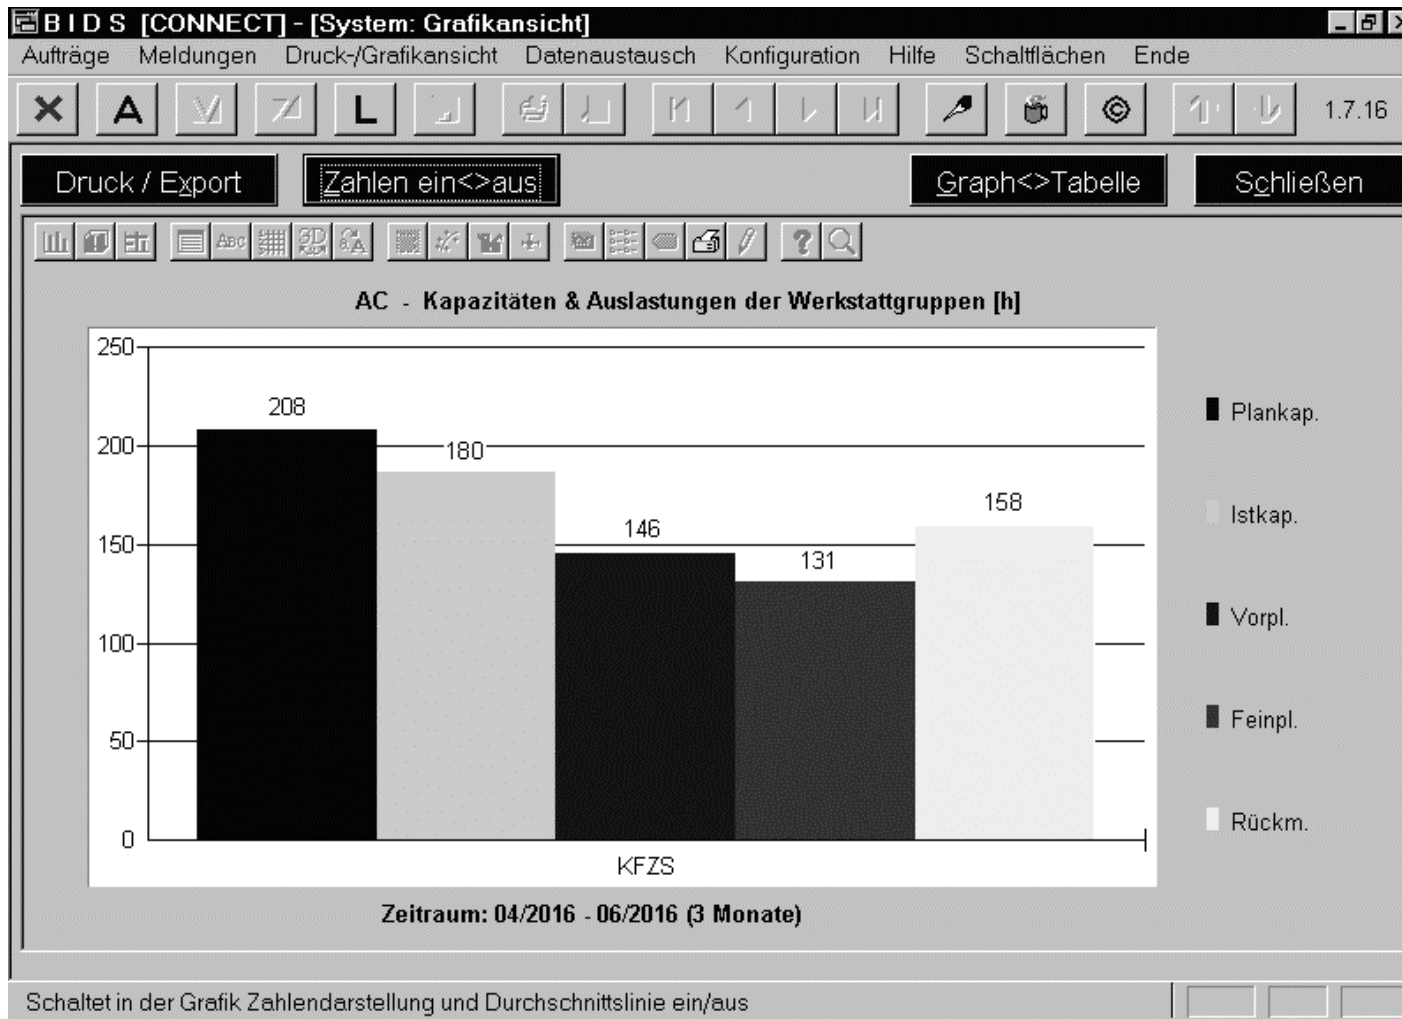 B I D S [CONNECT] - [System: Grafikansicht]
Aufträge Meldungen Druck-/Grafikansicht Datenaustausch Konfiguration Hilfe Schaltflächen Ende
A L © 1.7.16
Druck / Export Zahlen ein<>aus Graph<>Tabelle Schließen
ABC 3D ?
AC - Kapazitäten & Auslastungen der Werkstattgruppen [h]
250
208
Plankap.
200
180
158
Istkap.
150
146
131
Vorpl.
100
Feinpl.
50
Rückm.
0
KFZS
Zeitraum: 04/2016 - 06/2016 (3 Monate)
Schaltet in der Grafik Zahlendarstellung und Durchschnittslinie ein/aus